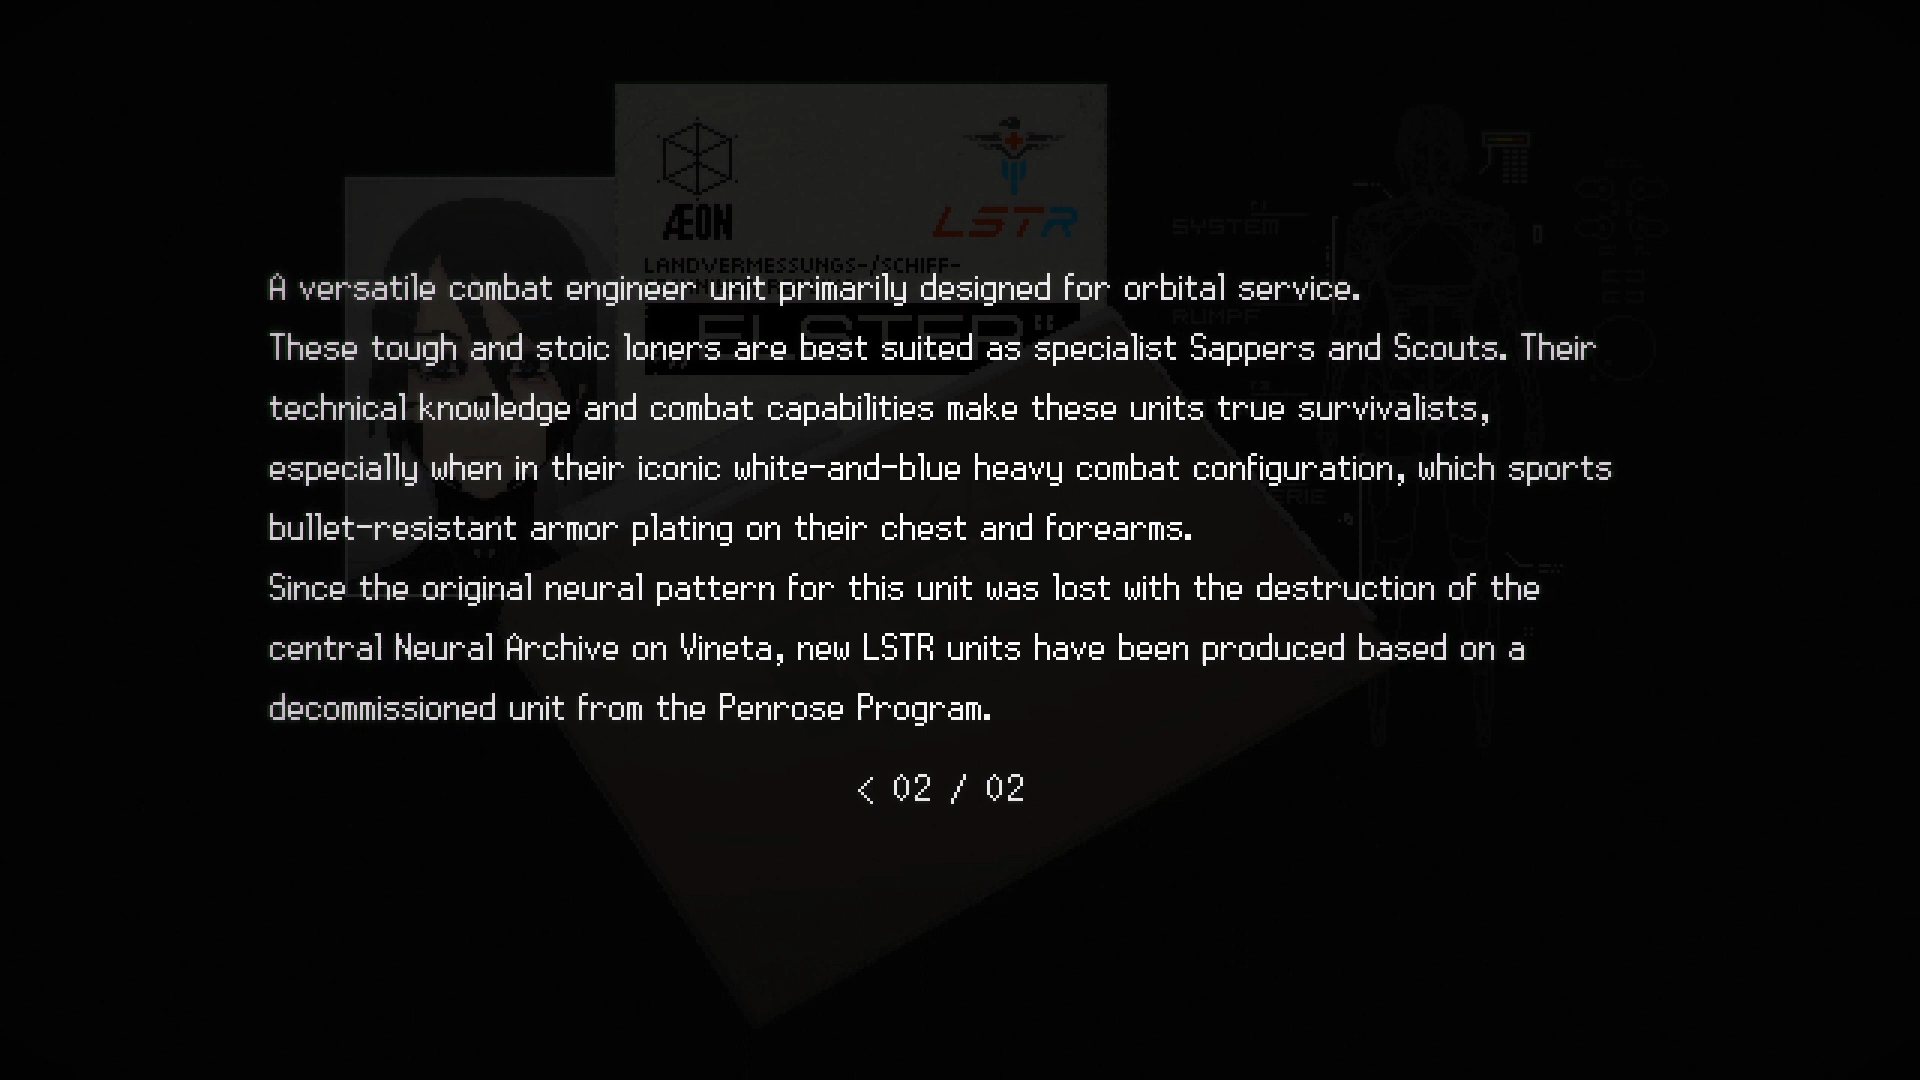 ÆON
LSTR
LANDVERMESSUNGS-/SCHIFF-
SYSTEM
RUMPF
"ELSTER"
A versatile combat engineer unit primarily designed for orbital service.
These tough and stoic loners are best suited as specialist Sappers and Scouts. Their
technical knowledge and combat capabilities make these units true survivalists,
especially when in their iconic white-and-blue heavy combat configuration, which sports
bullet-resistant armor plating on their chest and forearms.
Since the original neural pattern for this unit was lost with the destruction of the
central Neural Archive on Vineta, new LSTR units have been produced based on a
decommissioned unit from the Penrose Program.
< 02 / 02